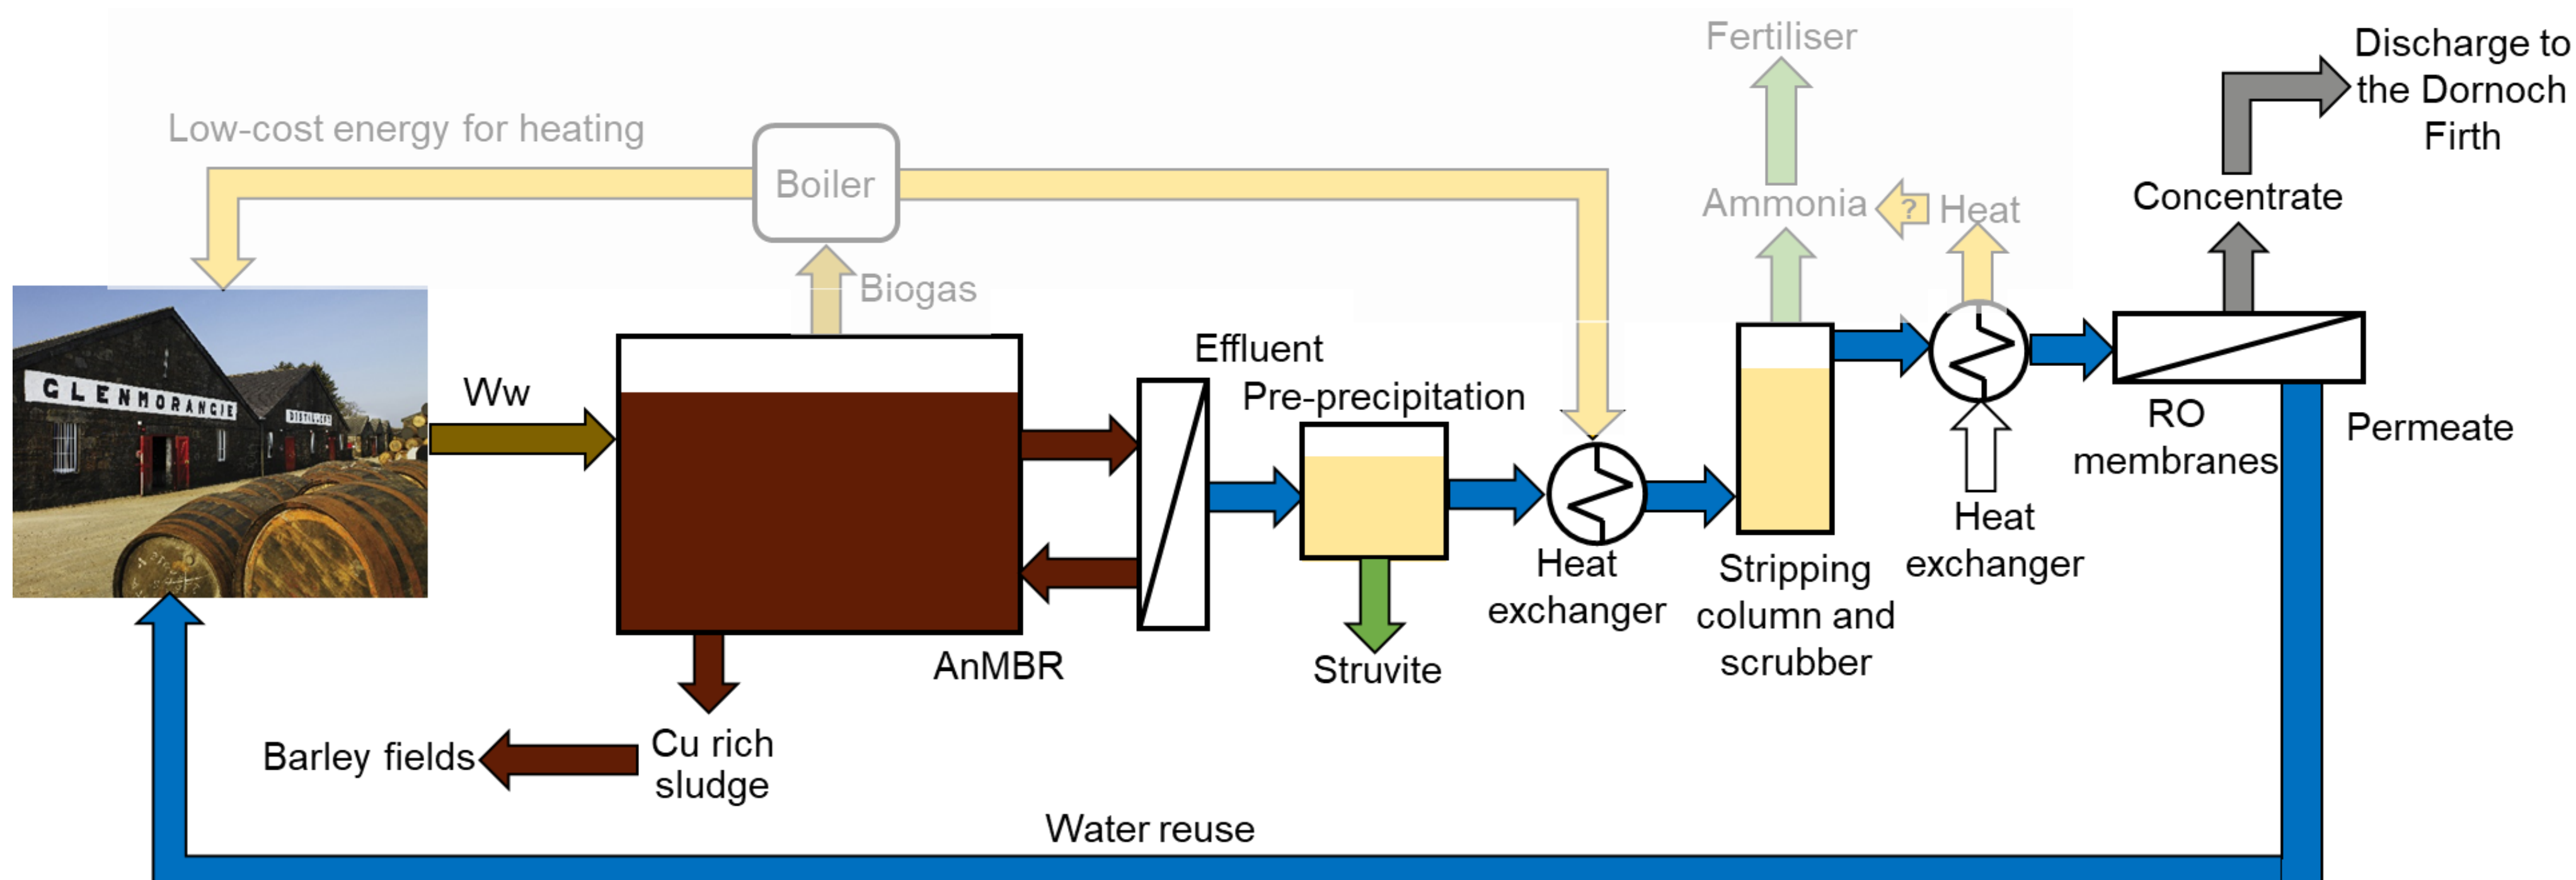 Fertiliser
Discharge to
the Dornoch
Firth
Low-cost energy for heating
Boiler
Ammonia
?
Heat
Concentrate
Biogas
GLENMORANGIE
DISTILLERY
Ww
Effluent
Pre-precipitation
RO
membranes
Permeate
Heat
exchanger
Stripping
column and
scrubber
Heat
exchanger
AnMBR
Struvite
Barley fields
Cu rich
sludge
Water reuse